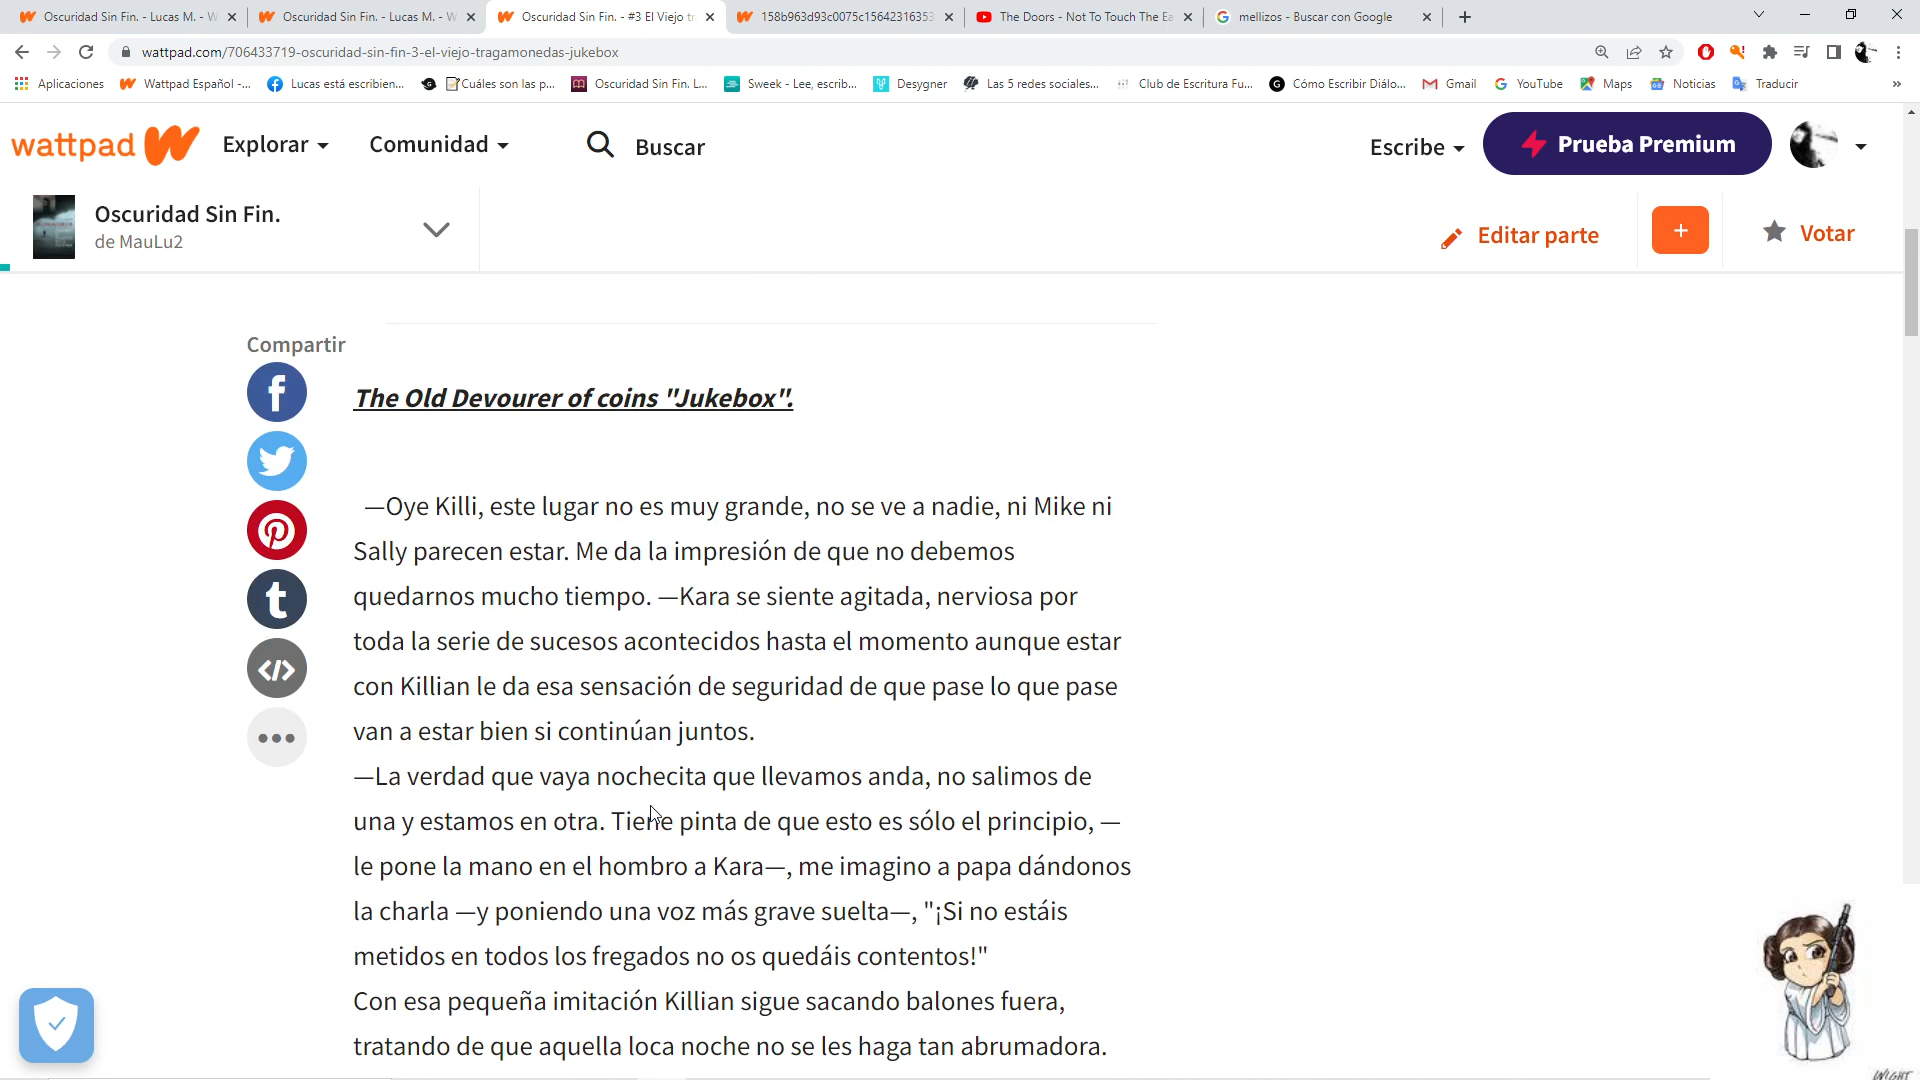 Oscuridad Sin Fin. - Lucas M. - W
Oscuridad Sin Fin. - Lucas M. - W
Oscuridad Sin Fin. - #3 El Viejo tr
158b963d93c0075c15642316353
The Doors - Not To Touch The Ea
mellizos - Buscar con Google
wattpad.com/706433719-oscuridad-sin-fin-3-el-viejo-tragamonedas-jukebox
Aplicaciones
Wattpad Español -...
Lucas está escribien...
Cuáles son las p...
Oscuridad Sin Fin. L...
Sweek - Lee, escrib...
Desygner
Las 5 redes sociales...
Club de Escritura Fu...
Cómo Escribir Diálo...
Gmail
YouTube
Maps
Noticias
Traducir
»
wattpad
Explorar
Comunidad
Buscar
Escribe
Prueba Premium
Oscuridad Sin Fin.
de MauLu2
Editar parte
+
Votar
Compartir
The Old Devourer of coins "Jukebox".
—Oye Killi, este lugar no es muy grande, no se ve a nadie, ni Mike ni
Sally parecen estar. Me da la impresión de que no debemos
quedarnos mucho tiempo. —Kara se siente agitada, nerviosa por
toda la serie de sucesos acontecidos hasta el momento aunque estar
con Killian le da esa sensación de seguridad de que pase lo que pase
van a estar bien si continúan juntos.
—La verdad que vaya nochecita que llevamos anda, no salimos de
una y estamos en otra. Tiene pinta de que esto es sólo el principio, —
le pone la mano en el hombro a Kara—, me imagino a papa dándonos
la charla —y poniendo una voz más grave suelta—, "¡Si no estáis
metidos en todos los fregados no os quedáis contentos!"
Con esa pequeña imitación Killian sigue sacando balones fuera,
tratando de que aquella loca noche no se les haga tan abrumadora.
WIGHT